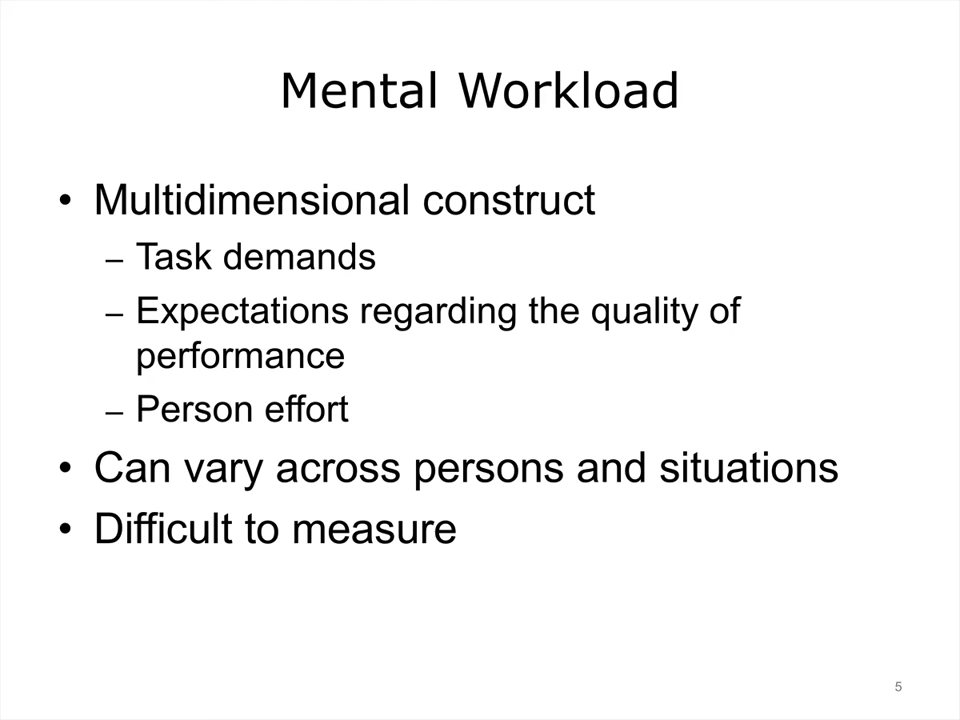 Mental Workload
• Multidimensional construct
– Task demands
– Expectations regarding the quality of
performance
– Person effort
• Can vary across persons and situations
• Difficult to measure
5